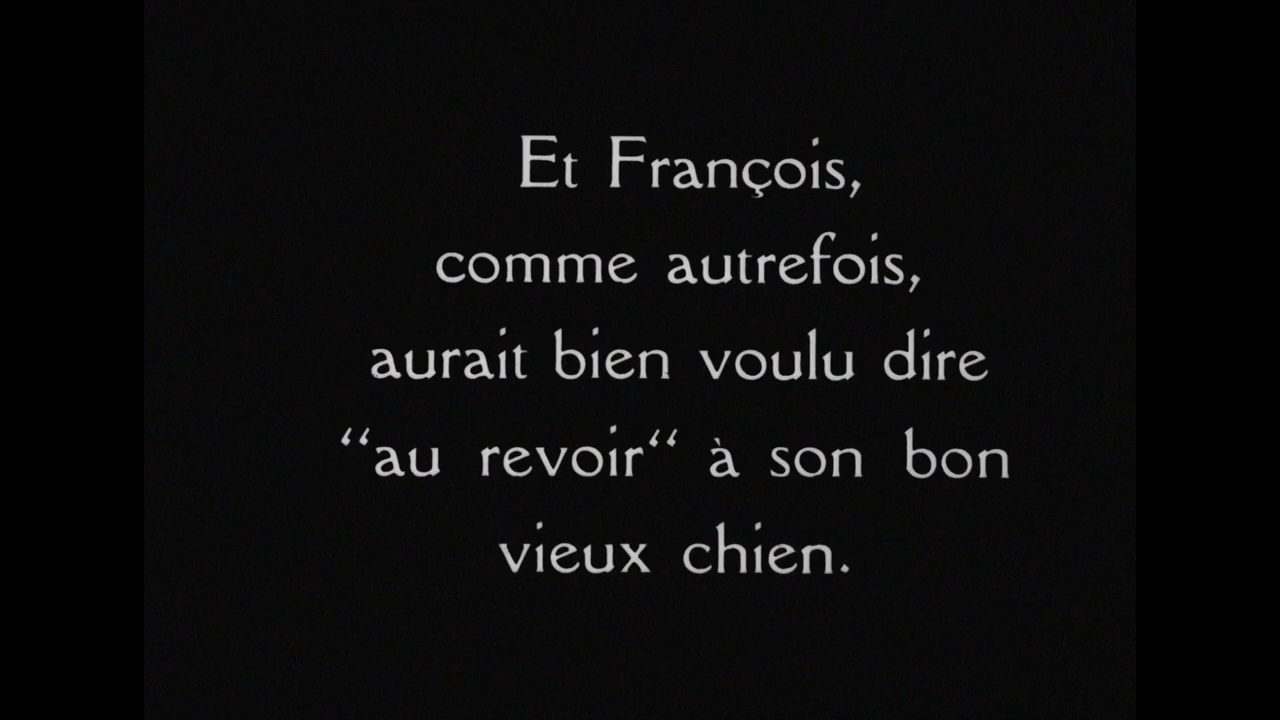 Et François,
comme autrefois,
aurait bien voulu dire
“au revoir“ à son bon
vieux chien.